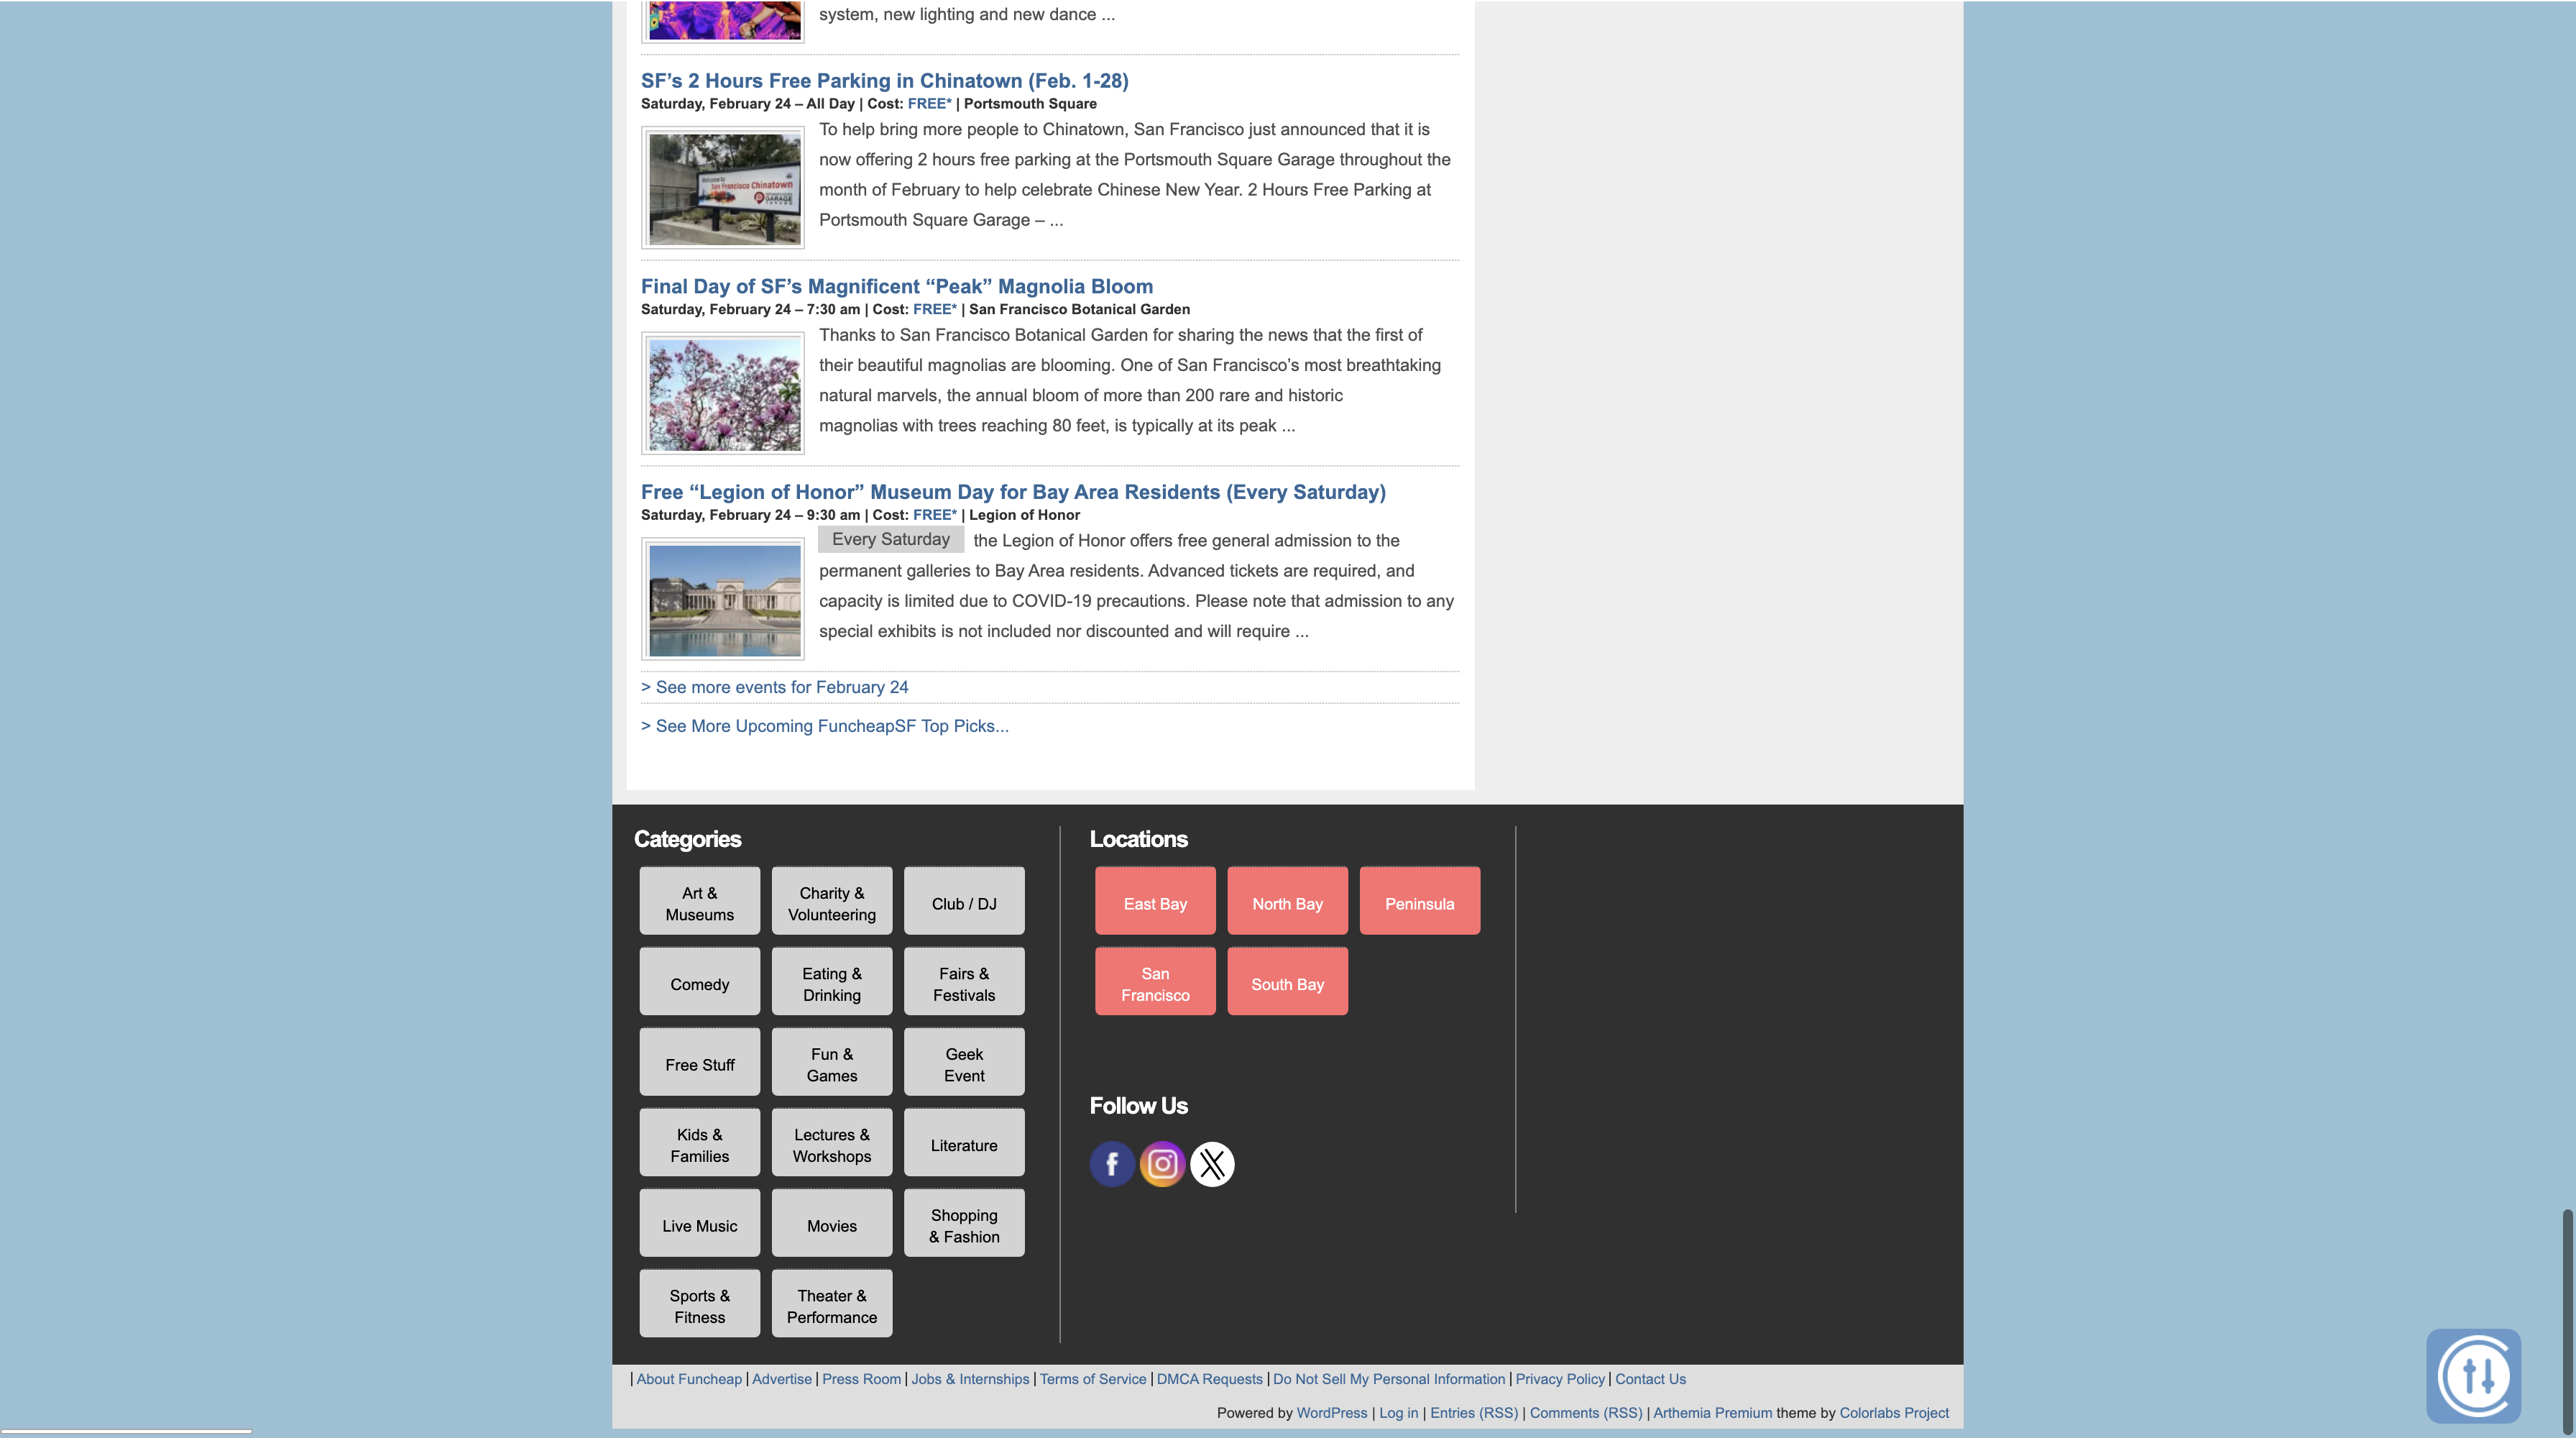 system, new lighting and new dance ...
SF’s 2 Hours Free Parking in Chinatown (Feb. 1-28)
Saturday, February 24 – All Day | Cost: FREE* | Portsmouth Square
Welcome to
San Francisco Chinatown
GARAGE
To help bring more people to Chinatown, San Francisco just announced that it is
now offering 2 hours free parking at the Portsmouth Square Garage throughout the
month of February to help celebrate Chinese New Year. 2 Hours Free Parking at
Portsmouth Square Garage – ...
Final Day of SF’s Magnificent “Peak” Magnolia Bloom
Saturday, February 24 – 7:30 am | Cost: FREE* | San Francisco Botanical Garden
Thanks to San Francisco Botanical Garden for sharing the news that the first of
their beautiful magnolias are blooming. One of San Francisco’s most breathtaking
natural marvels, the annual bloom of more than 200 rare and historic
magnolias with trees reaching 80 feet, is typically at its peak ...
Free “Legion of Honor” Museum Day for Bay Area Residents (Every Saturday)
Saturday, February 24 – 9:30 am | Cost: FREE* | Legion of Honor
Every Saturday the Legion of Honor offers free general admission to the
permanent galleries to Bay Area residents. Advanced tickets are required, and
capacity is limited due to COVID-19 precautions. Please note that admission to any
special exhibits is not included nor discounted and will require ...
> See more events for February 24
> See More Upcoming FuncheapSF Top Picks...
Categories
Art &
Museums
Charity &
Volunteering
Club / DJ
Comedy
Eating &
Drinking
Fairs &
Festivals
Free Stuff
Fun &
Games
Geek
Event
Kids &
Families
Lectures &
Workshops
Literature
Live Music
Movies
Shopping
& Fashion
Sports &
Fitness
Theater &
Performance
Locations
East Bay
North Bay
Peninsula
San
Francisco
South Bay
Follow Us
| About Funcheap | Advertise | Press Room | Jobs & Internships | Terms of Service | DMCA Requests | Do Not Sell My Personal Information | Privacy Policy | Contact Us
Powered by WordPress | Log in | Entries (RSS) | Comments (RSS) | Arthemia Premium theme by Colorlabs Project